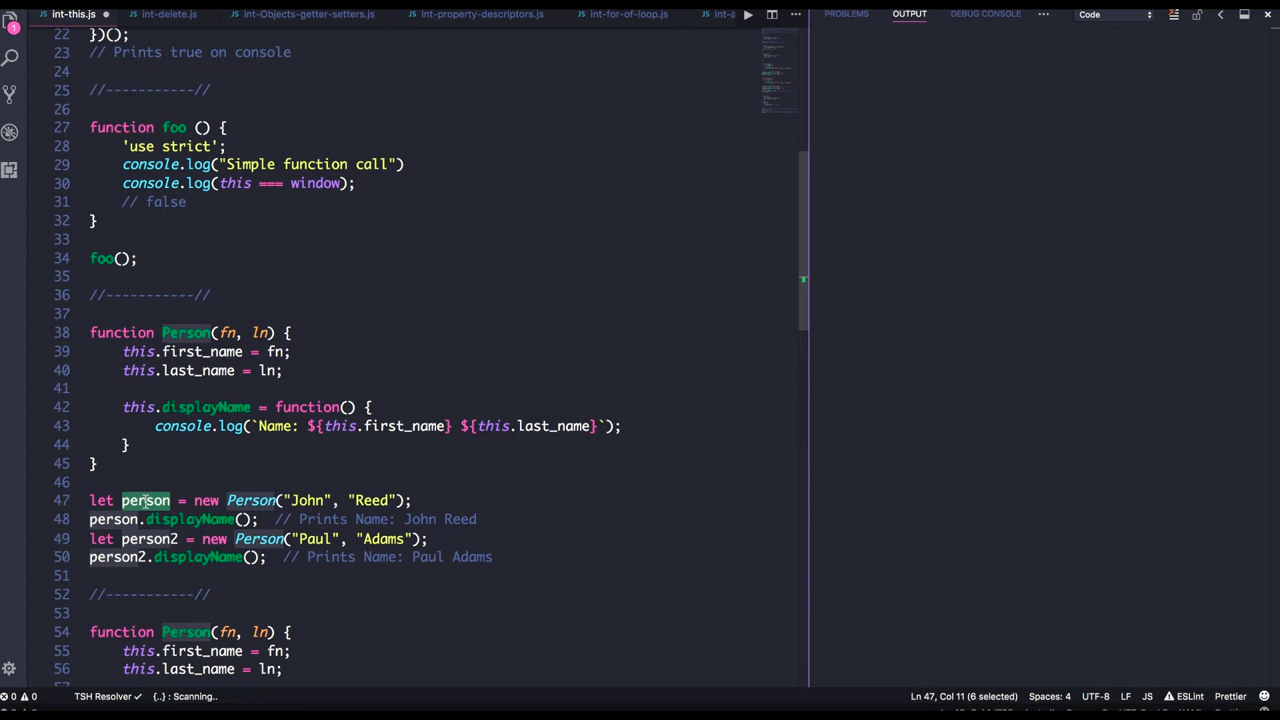 int-this.js
int-delete.js
int-Objects-getter-setters.js
int-property-descriptors.js
int-for-of-loop.js
int-a
PROBLEMS
OUTPUT
DEBUG CONSOLE
Code
1
22 })();
23 // Prints true on console
24
25 //-----------//
26
27 function foo () {
28 'use strict';
29 console.log("Simple function call")
30 console.log(this === window);
31 // false
32 }
33
34 foo();
35
36 //-----------//
37
38 function Person(fn, ln) {
39 this.first_name = fn;
40 this.last_name = ln;
41
42 this.displayName = function() {
43 console.log(`Name: ${this.first_name} ${this.last_name}`);
44 }
45 }
46
47 let person = new Person("John", "Reed");
48 person.displayName(); // Prints Name: John Reed
49 let person2 = new Person("Paul", "Adams");
50 person2.displayName(); // Prints Name: Paul Adams
51
52 //-----------//
53
54 function Person(fn, ln) {
55 this.first_name = fn;
56 this.last_name = ln;
0 0 TSH Resolver ✓ {..} : Scanning.. Ln 47, Col 11 (6 selected) Spaces: 4 UTF-8 LF JS ESLint Prettier